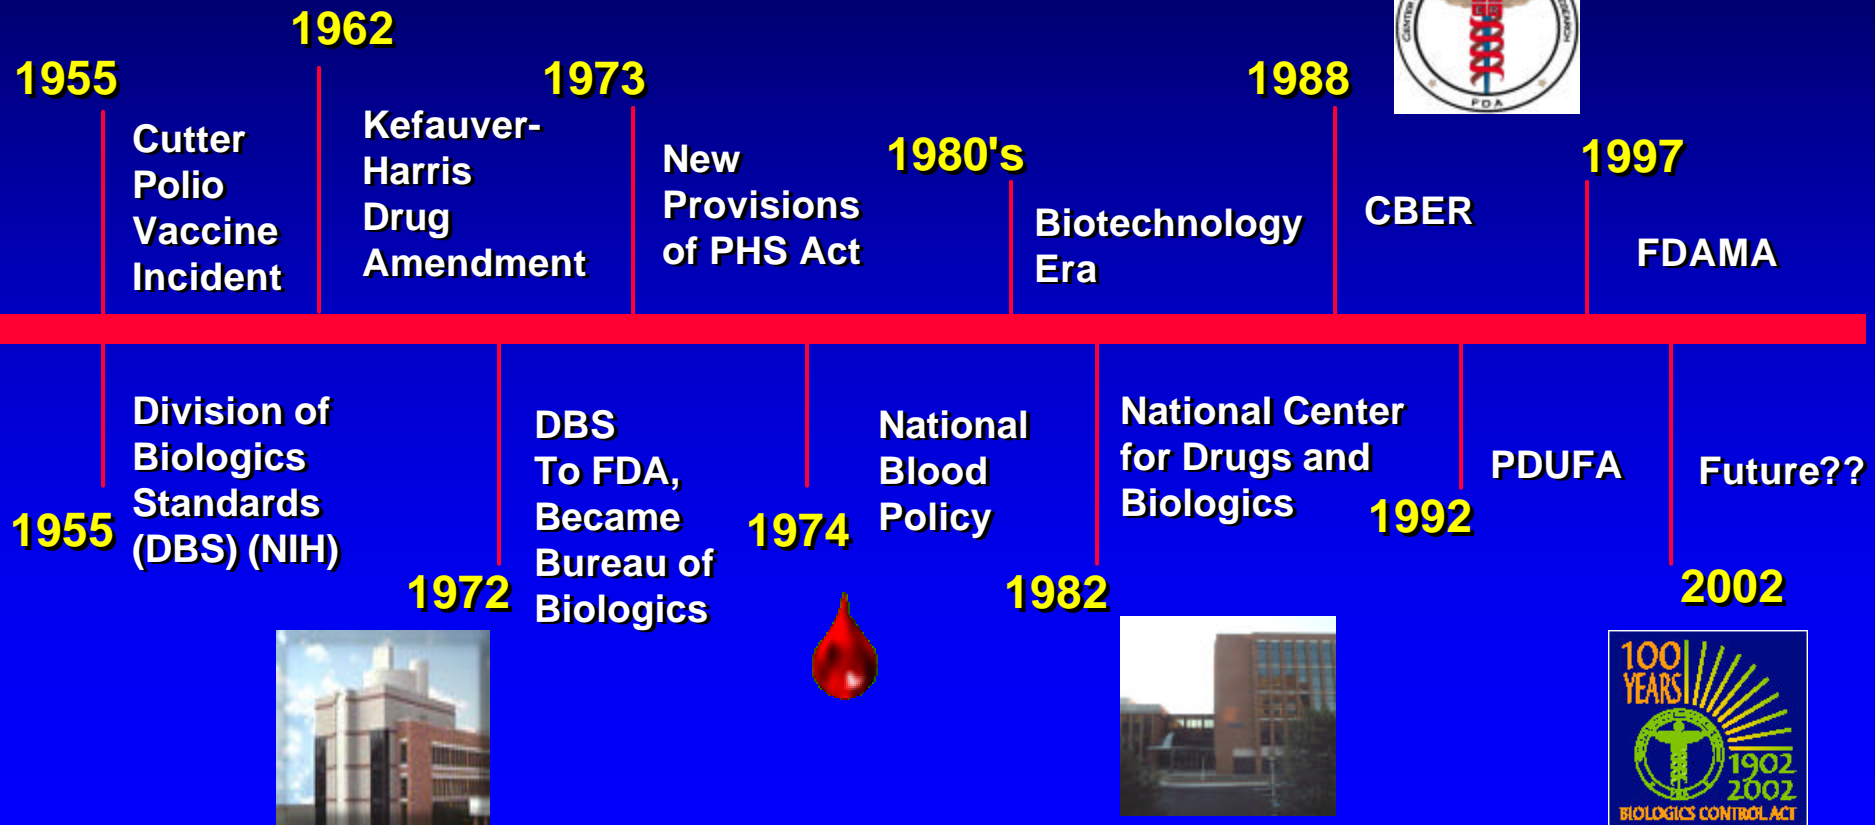 1955
Cutter
Polio
Vaccine
Incident
1962
Kefauver-
Harris
Drug
Amendment
1973
New
Provisions
of PHS Act
1980's
Biotechnology
Era
1988
CBER
CENTER
FDA
1997
FDAMA
1955
Division of
Biologics
Standards
(DBS) (NIH)
1972
DBS
To FDA,
Became
Bureau of
Biologics
1974
National
Blood
Policy
1982
National Center
for Drugs and
Biologics
1992
PDUFA
2002
Future??
100
YEARS
1902
2002
BIOLOGICS CONTROL ACT